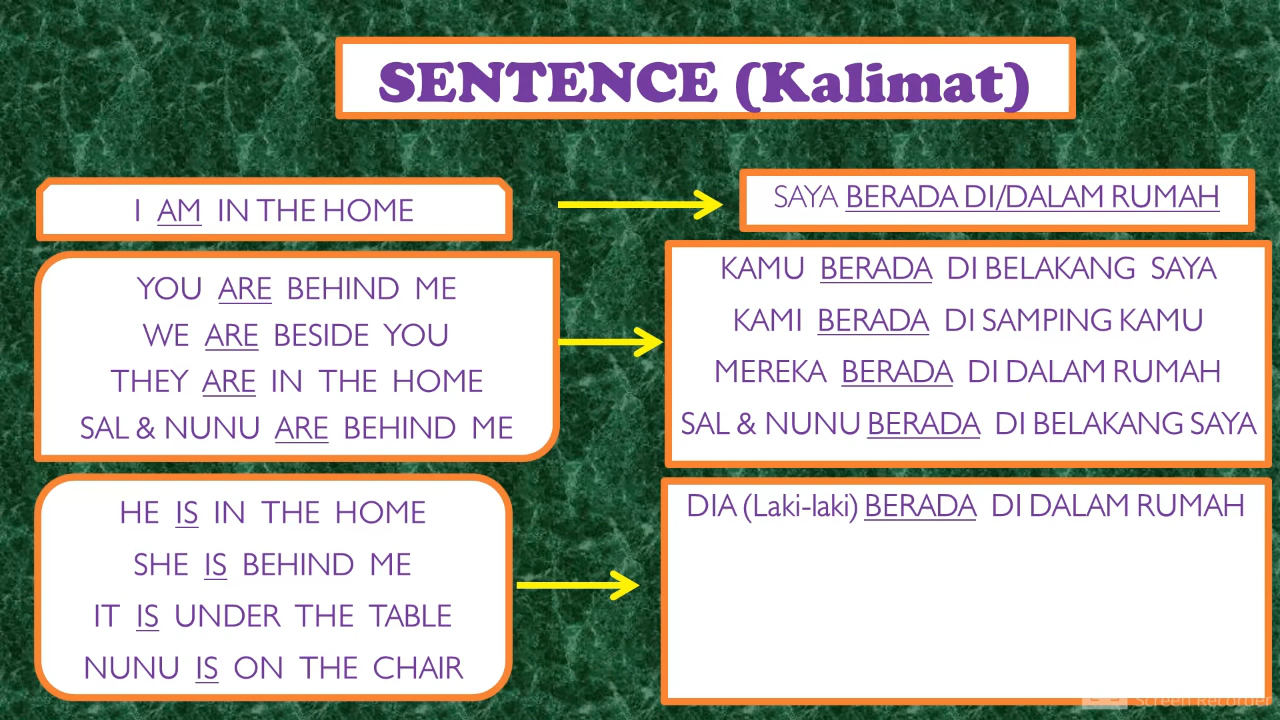 SENTENCE (Kalimat)
I AM IN THE HOME
SAYA BERADA DI/DALAM RUMAH
YOU ARE BEHIND ME
WE ARE BESIDE YOU
THEY ARE IN THE HOME
SAL & NUNU ARE BEHIND ME
KAMU BERADA DI BELAKANG SAYA
KAMI BERADA DI SAMPING KAMU
MEREKA BERADA DI DALAM RUMAH
SAL & NUNU BERADA DI BELAKANG SAYA
HE IS IN THE HOME
SHE IS BEHIND ME
IT IS UNDER THE TABLE
NUNU IS ON THE CHAIR
DIA (Laki-laki) BERADA DI DALAM RUMAH
Screen Recorder